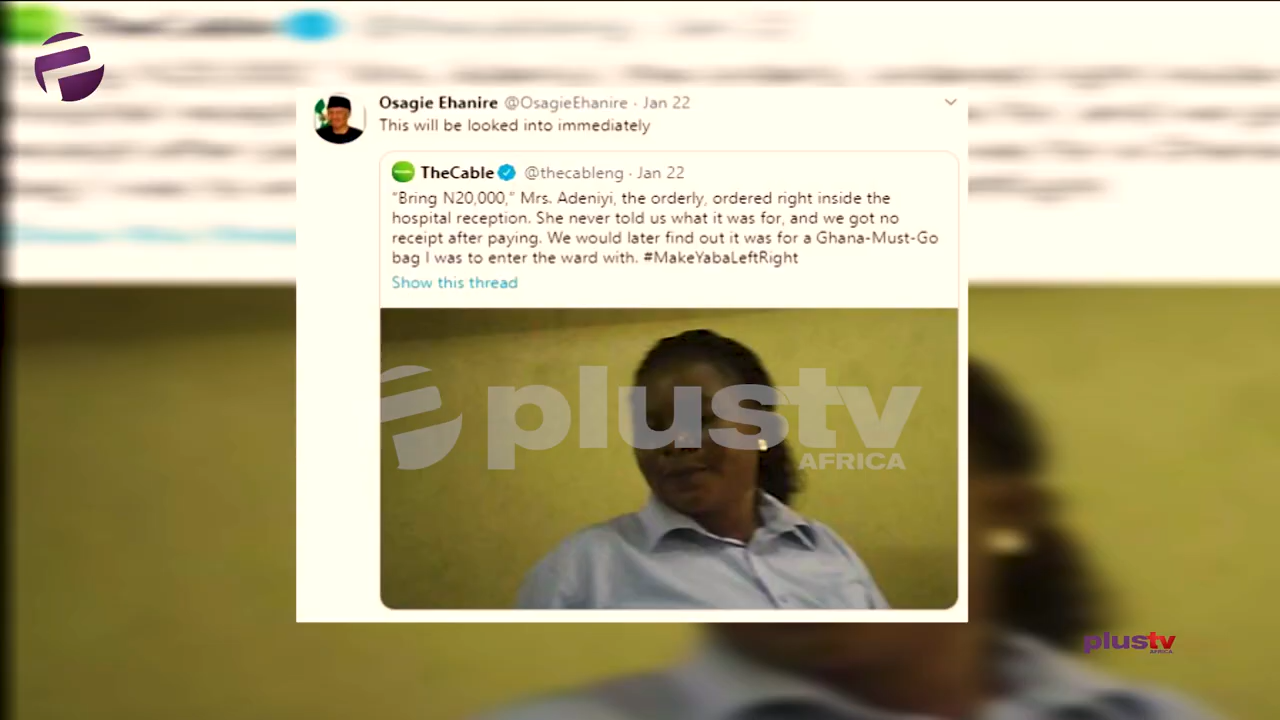 Osagie Ehanire @OsagieEhanire · Jan 22
This will be looked into immediately
TheCable @thecableng · Jan 22
"Bring N20,000," Mrs. Adeniyi, the orderly, ordered right inside the
hospital reception. She never told us what it was for, and we got no
receipt after paying. We would later find out it was for a Ghana-Must-Go
bag I was to enter the ward with. #MakeYabaLeftRight
Show this thread
plustv
AFRICA
plustv
AFRICA